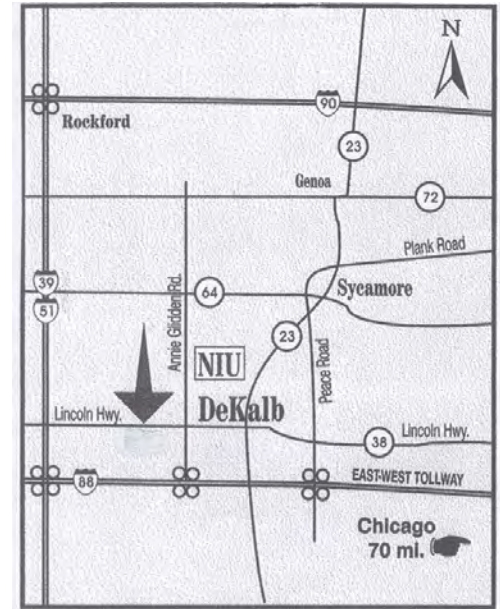 N
90
Rockford
23
Genoa
72
Plank Road
39
51
64
Sycamore
Annie Glidden Rd.
23
Peace Road
NIU
DeKalb
Lincoln Hwy.
38
Lincoln Hwy.
88
EAST-WEST TOLLWAY
Chicago
70 mi.